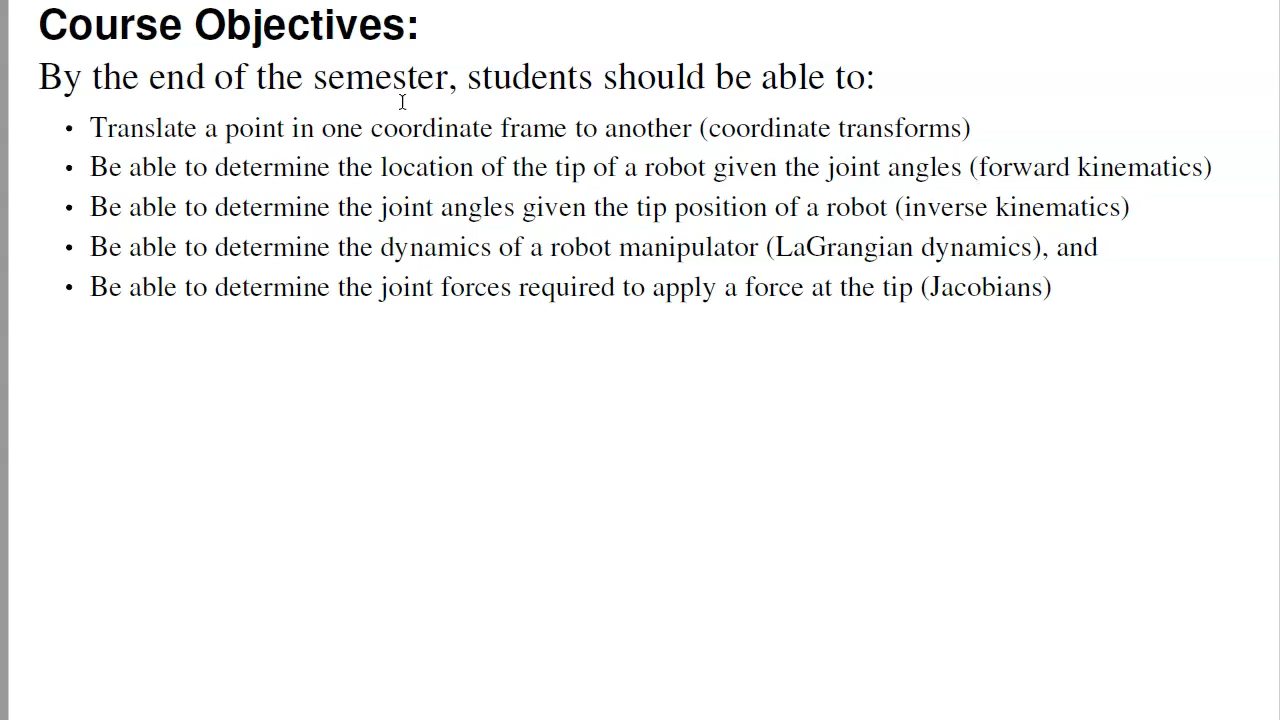 Course Objectives:
By the end of the semester, students should be able to:
• Translate a point in one coordinate frame to another (coordinate transforms)
• Be able to determine the location of the tip of a robot given the joint angles (forward kinematics)
• Be able to determine the joint angles given the tip position of a robot (inverse kinematics)
• Be able to determine the dynamics of a robot manipulator (LaGrangian dynamics), and
• Be able to determine the joint forces required to apply a force at the tip (Jacobians)